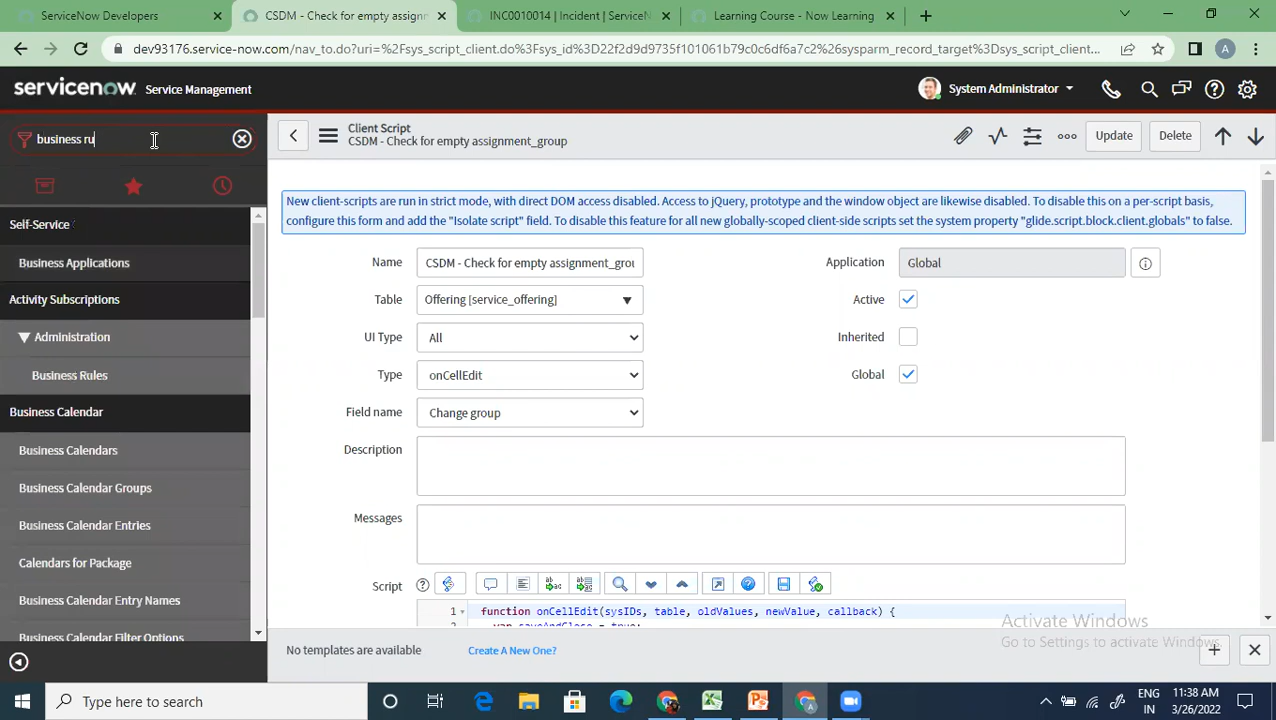 ServiceNow Developers
CSDM - Check for empty assignm
INC0010014 | Incident | ServiceN
Learning Course - Now Learning
dev93176.service-now.com/nav_to.do?uri=%2Fsys_script_client.do%3Fsys_id%3D22f2d9d9735f101070d9c0c6df6a7c2%26sysparm_record_target%3Dsys_script_client...
A
servicenow Service Management
System Administrator
business ru
Self-Service
Business Applications
Activity Subscriptions
Administration
Business Rules
Business Calendar
Business Calendars
Business Calendar Groups
Business Calendar Entries
Calendars for Package
Business Calendar Entry Names
Business Calendar Filter Options
Client Script
CSDM - Check for empty assignment_group
Update
Delete
New client-scripts are run in strict mode, with direct DOM access disabled. Access to jQuery, prototype and the window object are likewise disabled. To disable this on a per-script basis,
configure this form and add the "Isolate script" field. To disable this feature for all new globally-scoped client-side scripts set the system property "glide.script.block.client.globals" to false.
Name CSDM - Check for empty assignment_grou
Application Global
Table Offering [service_offering]
Active
UI Type All
Inherited
Type onCellEdit
Global
Field name Change group
Description
Messages
Script
1 function onCellEdit(sysIDs, table, oldValues, newValue, callback) {
2 var saveAndClose = true;
Activate Windows
Go to Settings to activate Windows.
No templates are available
Create A New One?
Type here to search
ENG
IN
11:38 AM
3/26/2022